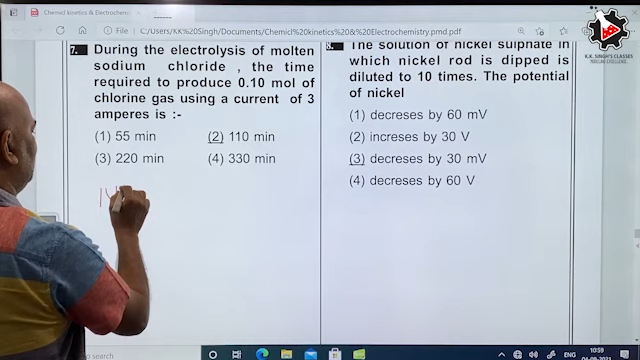 Chemicl kinetics & Electrochem
File | C:/Users/KK%20Singh/Documents/Chemicl%20kinetics%20&%20Electrochemistry.pmd.pdf
K.K. SINGH'S CLASSES
7. During the electrolysis of molten
sodium chloride , the time
required to produce 0.10 mol of
chlorine gas using a current of 3
amperes is :-
(1) 55 min (2) 110 min
(3) 220 min (4) 330 min
8. The solution of nickel sulphate in
which nickel rod is dipped is
diluted to 10 times. The potential
of nickel
(1) decreses by 60 mV
(2) increses by 30 V
(3) decreses by 30 mV
(4) decreses by 60 V
to search
10:59